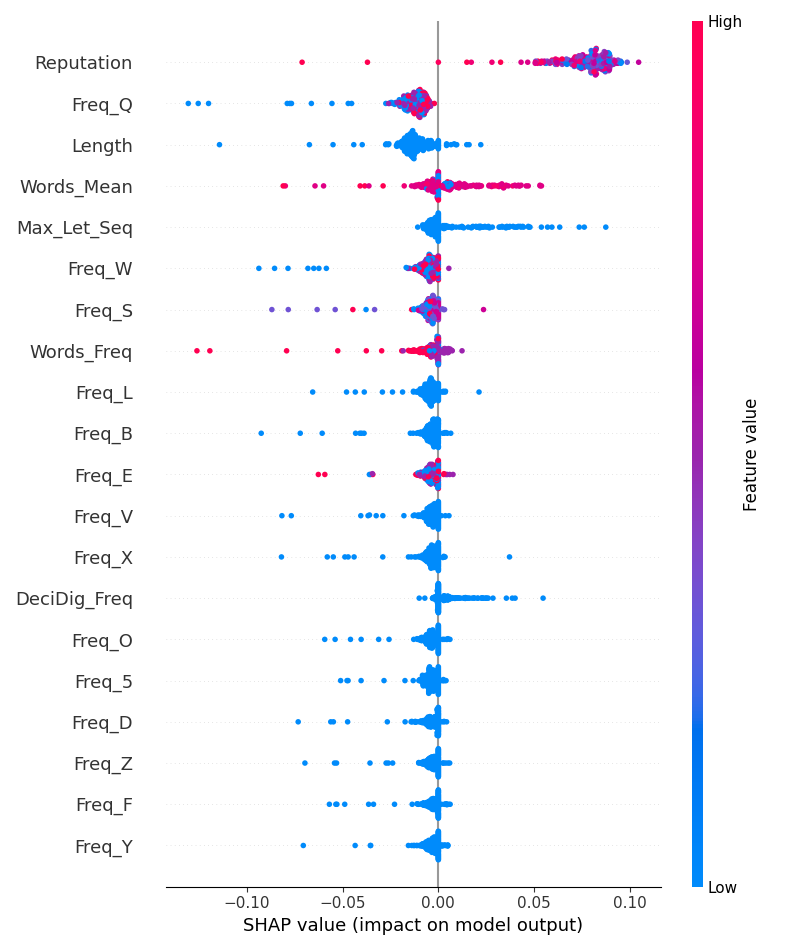 High
Reputation
Freq_Q
Length
Words_Mean
Max_Let_Seq
Freq_W
Freq_S
Words_Freq
Freq_L
Freq_B
Freq_E
Freq_V
Freq_X
DeciDig_Freq
Freq_O
Freq_5
Freq_D
Freq_Z
Freq_F
Freq_Y
Feature value
Low
−0.10 −0.05 0.00 0.05 0.10
SHAP value (impact on model output)